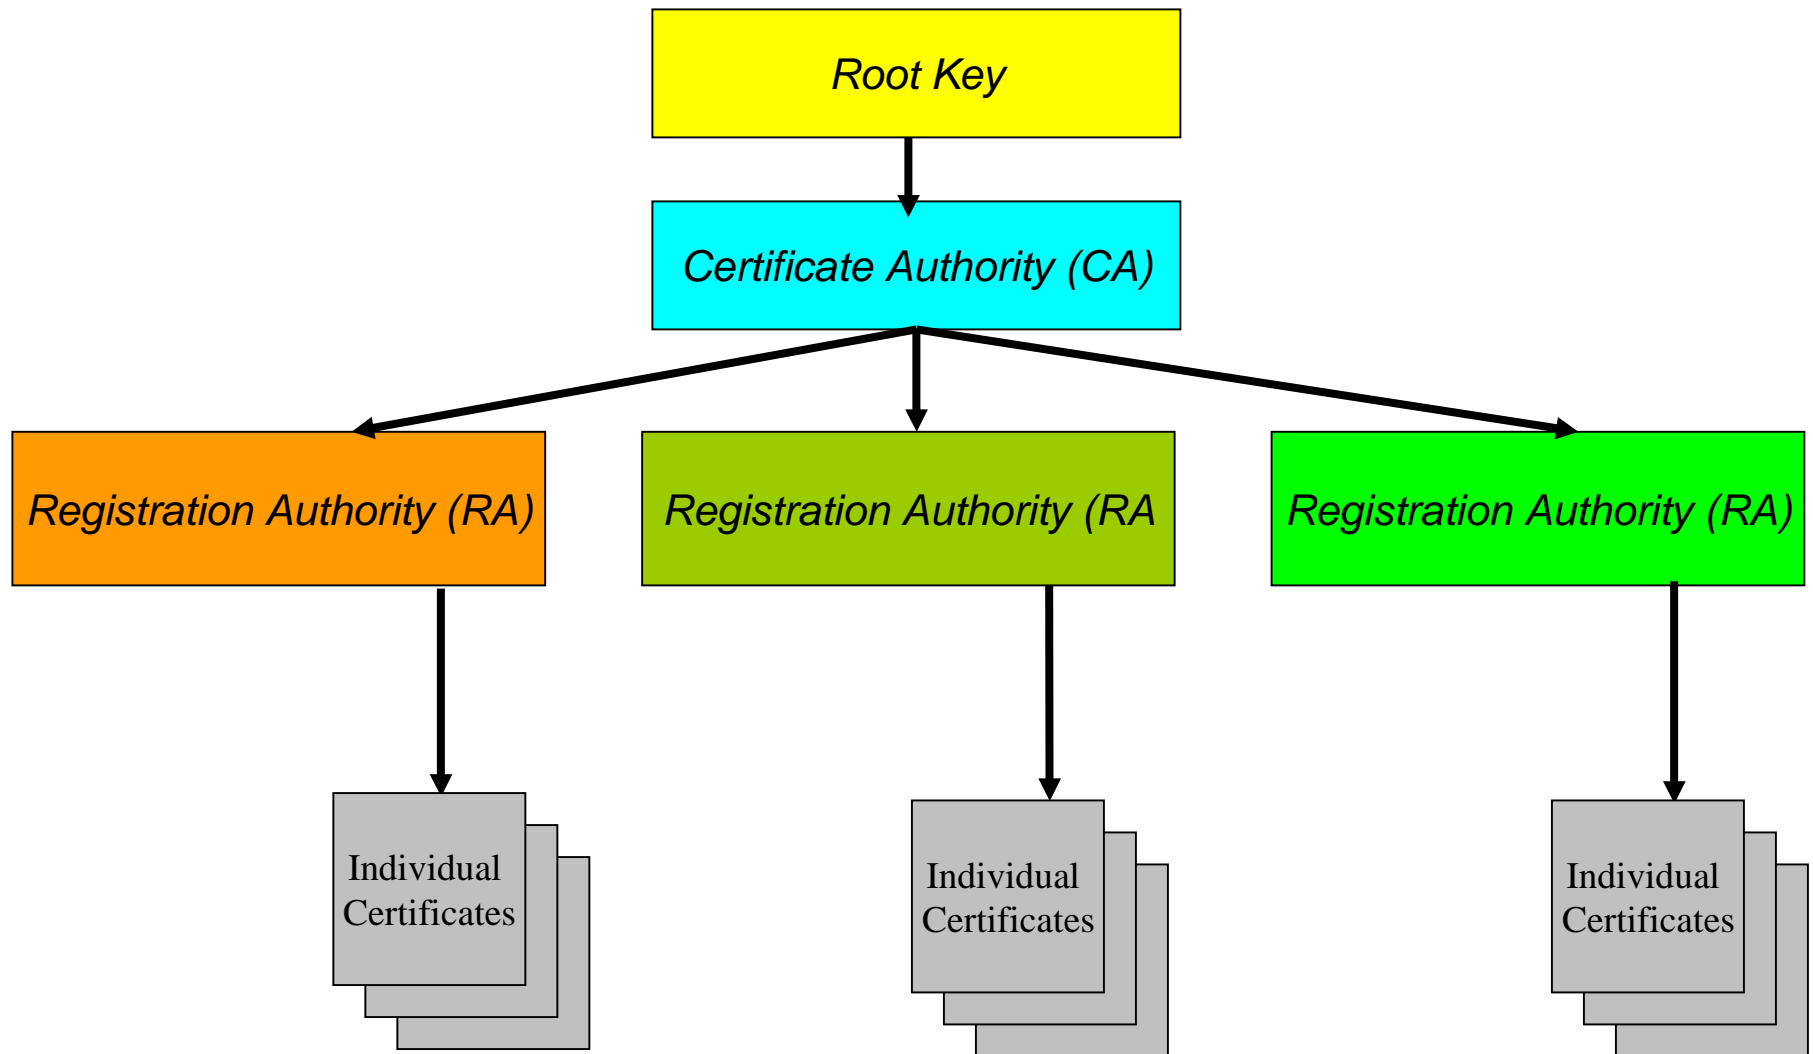 Root Key
Certificate Authority (CA)
Registration Authority (RA)
Registration Authority (RA
Registration Authority (RA)
Individual
Certificates
Individual
Certificates
Individual
Certificates